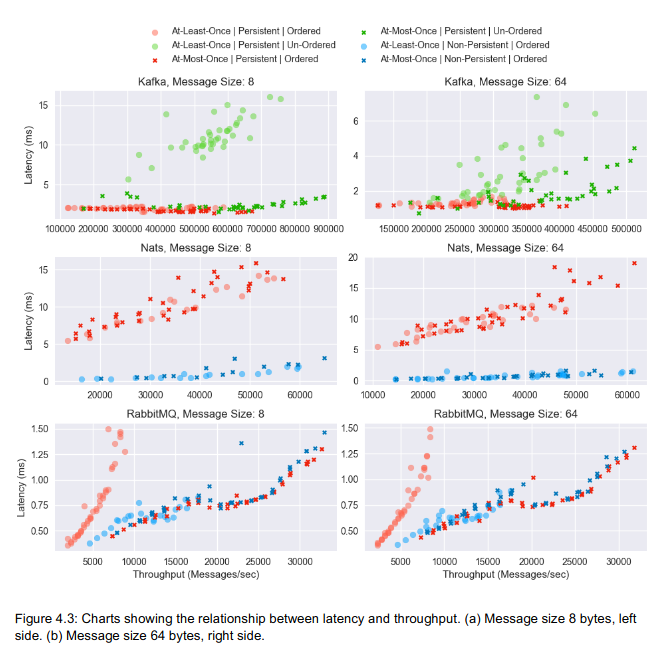 At-Least-Once | Persistent | Ordered
At-Least-Once | Persistent | Un-Ordered
At-Most-Once | Persistent | Ordered
At-Most-Once | Persistent | Un-Ordered
At-Least-Once | Non-Persistent | Ordered
At-Most-Once | Non-Persistent | Ordered
Kafka, Message Size: 8
Latency (ms)
15
10
5
100000 200000 300000 400000 500000 600000 700000 800000 900000
Kafka, Message Size: 64
6
4
2
150000 200000 250000 300000 350000 400000 450000 500000
Nats, Message Size: 8
Latency (ms)
15
10
5
0
20000 30000 40000 50000 60000
Nats, Message Size: 64
20
15
10
5
0
10000 20000 30000 40000 50000 60000
RabbitMQ, Message Size: 8
Latency (ms)
1.50
1.25
1.00
0.75
0.50
5000 10000 15000 20000 25000 30000
Throughput (Messages/sec)
RabbitMQ, Message Size: 64
1.50
1.25
1.00
0.75
0.50
5000 10000 15000 20000 25000 30000
Throughput (Messages/sec)
Figure 4.3: Charts showing the relationship between latency and throughput. (a) Message size 8 bytes, left
side. (b) Message size 64 bytes, right side.